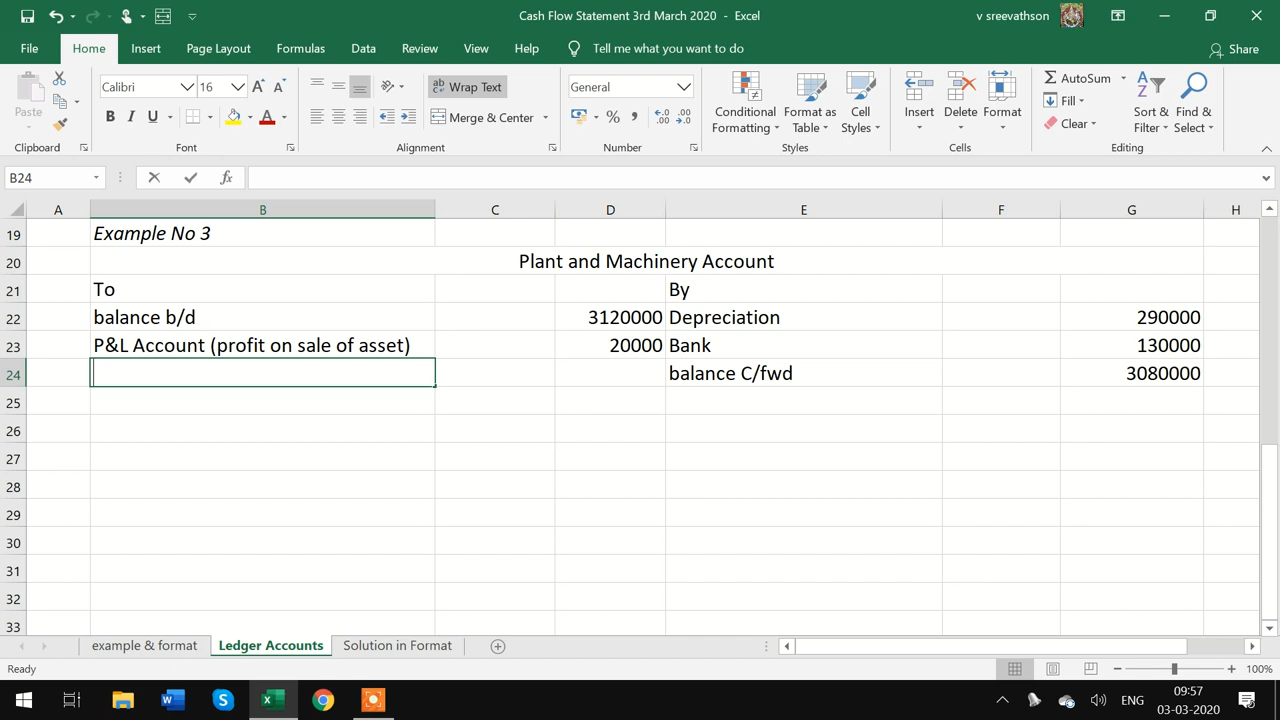 Cash Flow Statement 3rd March 2020 - Excel
v sreevathson
File Home Insert Page Layout Formulas Data Review View Help Tell me what you want to do Share
Paste
Calibri 16
Wrap Text
General
Merge & Center
Conditional Formatting
Format as Table
Cell Styles
Insert
Delete
Format
AutoSum
Fill
Clear
Sort & Filter
Find & Select
Clipboard Font Alignment Number Styles Cells Editing
B24
A B C D E F G H
19 Example No 3
20 Plant and Machinery Account
21 To By
22 balance b/d 3120000 Depreciation 290000
23 P&L Account (profit on sale of asset) 20000 Bank 130000
24 balance C/fwd 3080000
25
26
27
28
29
30
31
32
33
example & format Ledger Accounts Solution in Format
Ready 100%
ENG
09:57
03-03-2020